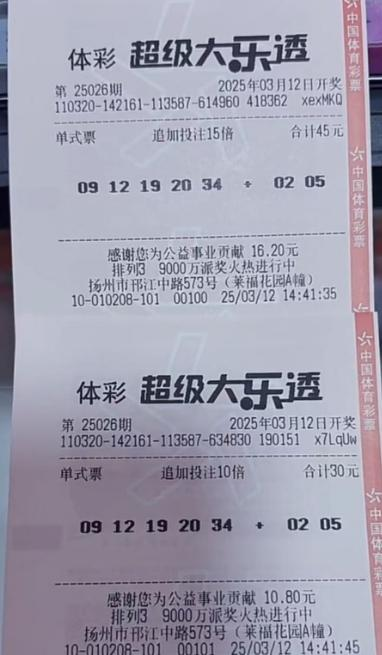 体彩 超级大乐透
第 25026期 2025年03月12日开奖
110320-142161-113587-614960 418362 xexMKQ
单式票 追加投注15倍 合计45元
09 12 19 20 34 + 02 05
感谢您为公益事业贡献 16.20元
排列3 9000万派奖火热进行中
扬州市邗江中路573号（莱福花园A幢）
10-010208-101 00100 25/03/12 14:41:35
中国体育彩票
中国体育彩票
体彩 超级大乐透
第 25026期 2025年03月12日开奖
110320-142161-113587-634830 190151 x7LqUw
单式票 追加投注10倍 合计30元
09 12 19 20 34 + 02 05
感谢您为公益事业贡献 10.80元
排列3 9000万派奖火热进行中
扬州市邗江中路573号（莱福花园A幢）
10-010208-101 00101 25/03/12 14:41:45
中国体育彩票
中国体育彩票